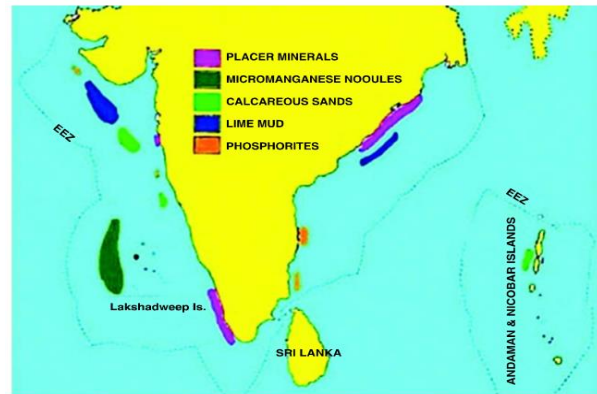 PLACER MINERALS
MICROMANGANESE NOOULES
CALCAREOUS SANDS
LIME MUD
PHOSPHORITES
EEZ
EEZ
ANDAMAN & NICOBAR ISLANDS
Lakshadweep Is.
SRI LANKA